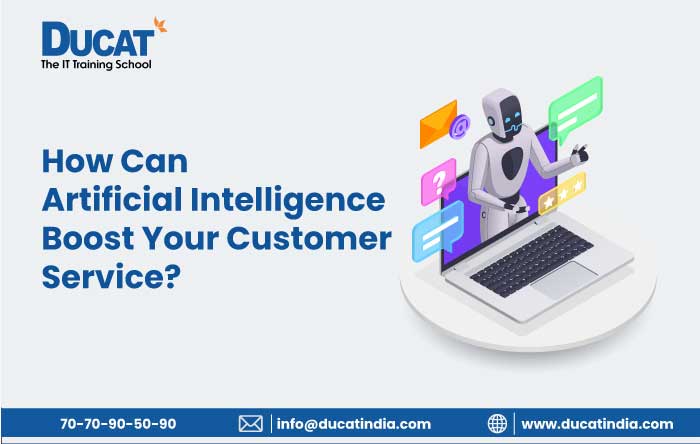 DUCAT
The IT Training School
How Can
Artificial Intelligence
Boost Your Customer
Service?
?
@
70-70-90-50-90
info@ducatindia.com
www.ducatindia.com